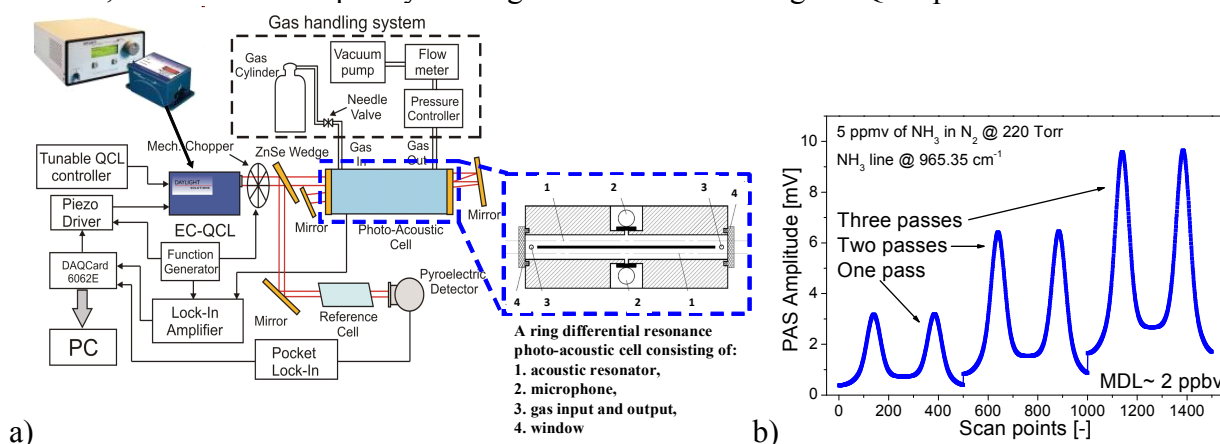 Gas handling system
Gas
Cylinder
Vacuum
pump
Flow
meter
Needle
Valve
Pressure
Controller
Mech. Chopper
ZnSe Wedge
Gas
In
Gas
Out
Tunable QCL
controller
DAYLIGHT
SOLUTIONS
Piezo
Driver
EC-QCL
Mirror
Photo-Acoustic
Cell
Mirror
Function
Generator
DAQCard
6062E
Lock-In
Amplifier
Mirror
Reference
Cell
Pyroelectric
Detector
PC
Pocket
Lock-In
1 2 3 4
4 3 2 1
A ring differential resonance
photo-acoustic cell consisting of:
1. acoustic resonator,
2. microphone,
3. gas input and output,
4. window
a)
5 ppmv of NH3 in N2 @ 220 Torr
NH3 line @ 965.35 cm-1
Three passes
Two passes
One pass
MDL~ 2 ppbv
PAS Amplitude [mV]
10
8
6
4
2
0
0 200 400 600 800 1000 1200 1400
Scan points [-]
b)